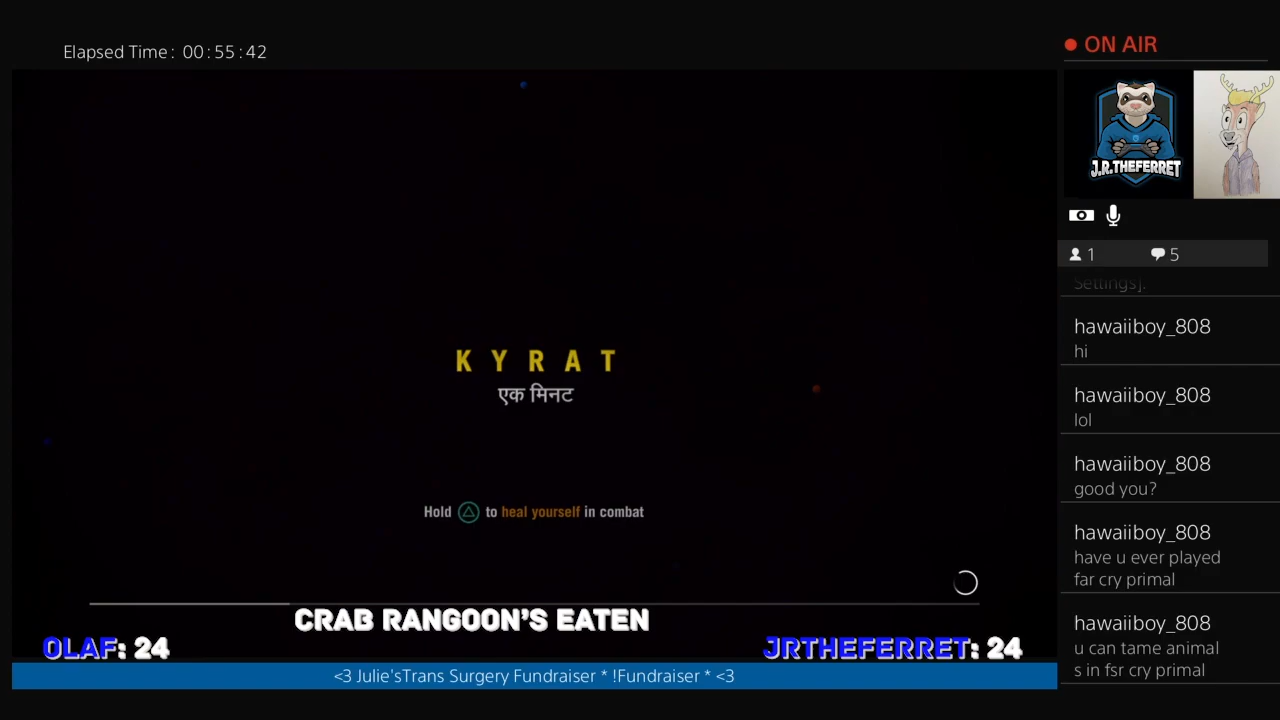 Elapsed Time: 00:55:42
ON AIR
J.R.THEFERRET
1 5
Settings].
hawaiiboy_808
hi
hawaiiboy_808
lol
hawaiiboy_808
good you?
hawaiiboy_808
have u ever played
far cry primal
hawaiiboy_808
u can tame animal
s in fsr cry primal
KYRAT
एक मिनट
Hold to heal yourself in combat
CRAB RANGOON'S EATEN
OLAF: 24
JRTHEFERRET: 24
<3 Julie'sTrans Surgery Fundraiser * !Fundraiser * <3